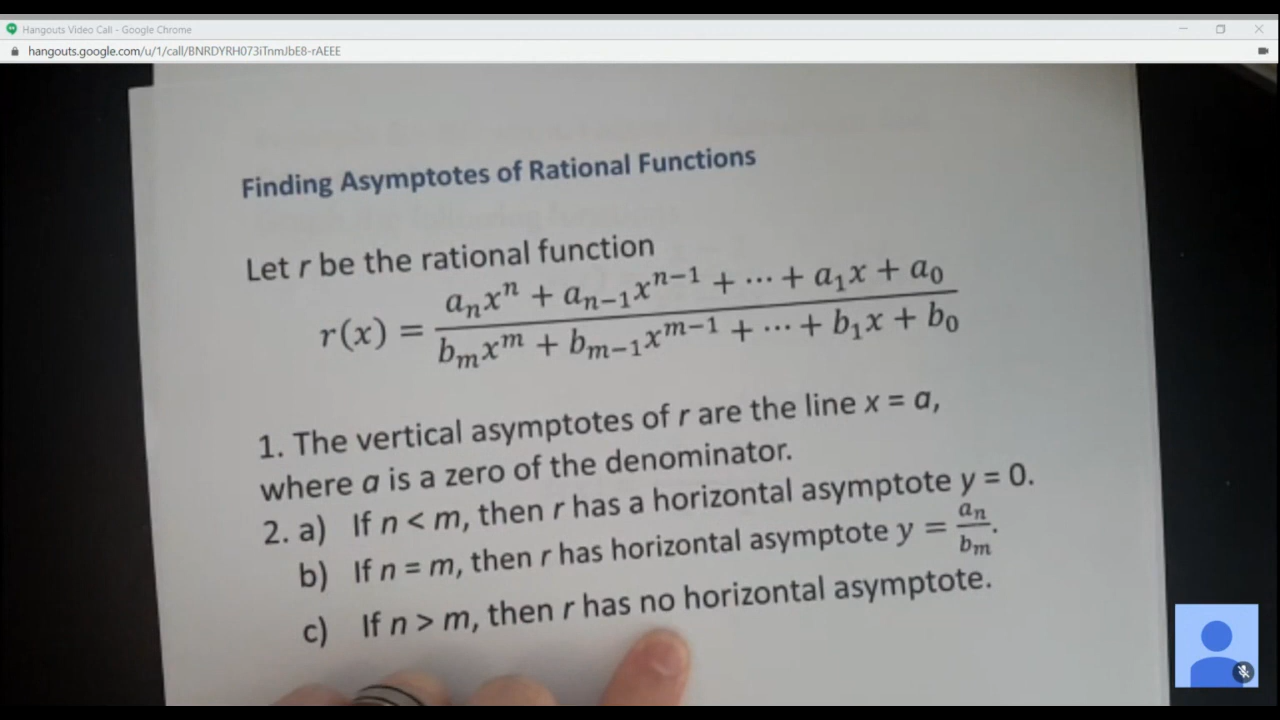 Hangouts Video Call - Google Chrome
hangouts.google.com/u/1/call/BNRDYRH073iTnmJbE8-rAEEE
Finding Asymptotes of Rational Functions
Let r be the rational function
r(x) = (aₙxⁿ + aₙ₋₁xⁿ⁻¹ + ⋯ + a₁x + a₀) / (bₘxᵐ + bₘ₋₁xᵐ⁻¹ + ⋯ + b₁x + b₀)
1. The vertical asymptotes of r are the line x = a,
where a is a zero of the denominator.
2. a) If n < m, then r has a horizontal asymptote y = 0.
b) If n = m, then r has horizontal asymptote y = aₙ/bₘ.
c) If n > m, then r has no horizontal asymptote.